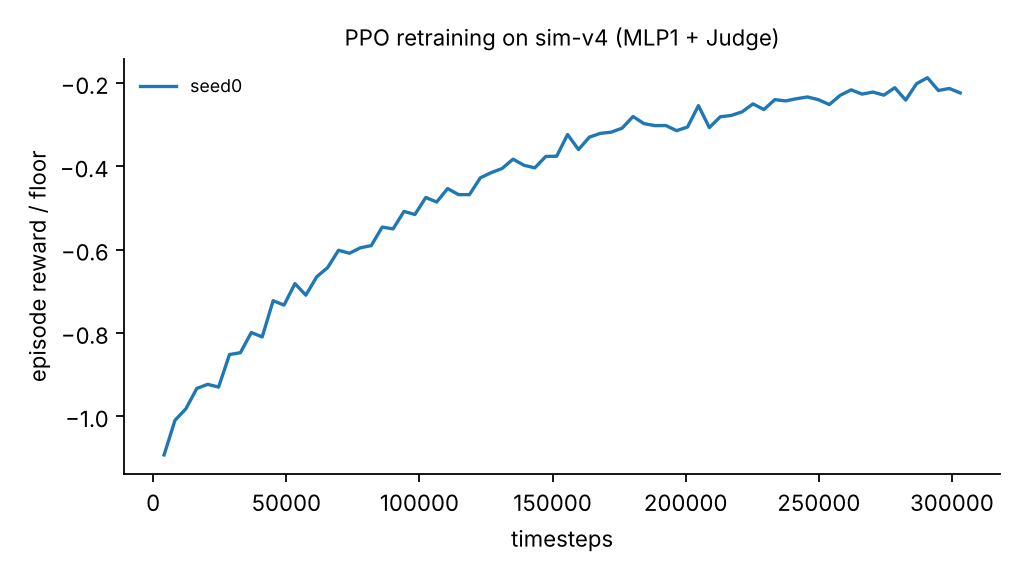 PPO retraining on sim-v4 (MLP1 + Judge)
seed0
episode reward / floor
−0.2
−0.4
−0.6
−0.8
−1.0
0 50000 100000 150000 200000 250000 300000
timesteps